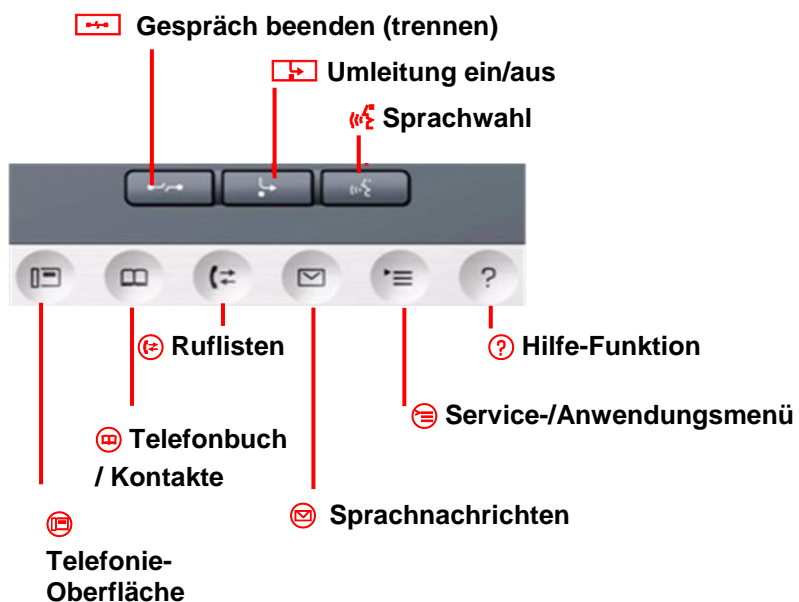 Gespräch beenden (trennen)
Umleitung ein/aus
Sprachwahl
?
Ruflisten
? Hilfe-Funktion
Service-/Anwendungsmenü
Telefonbuch
/ Kontakte
Sprachnachrichten
Telefonie-
Oberfläche